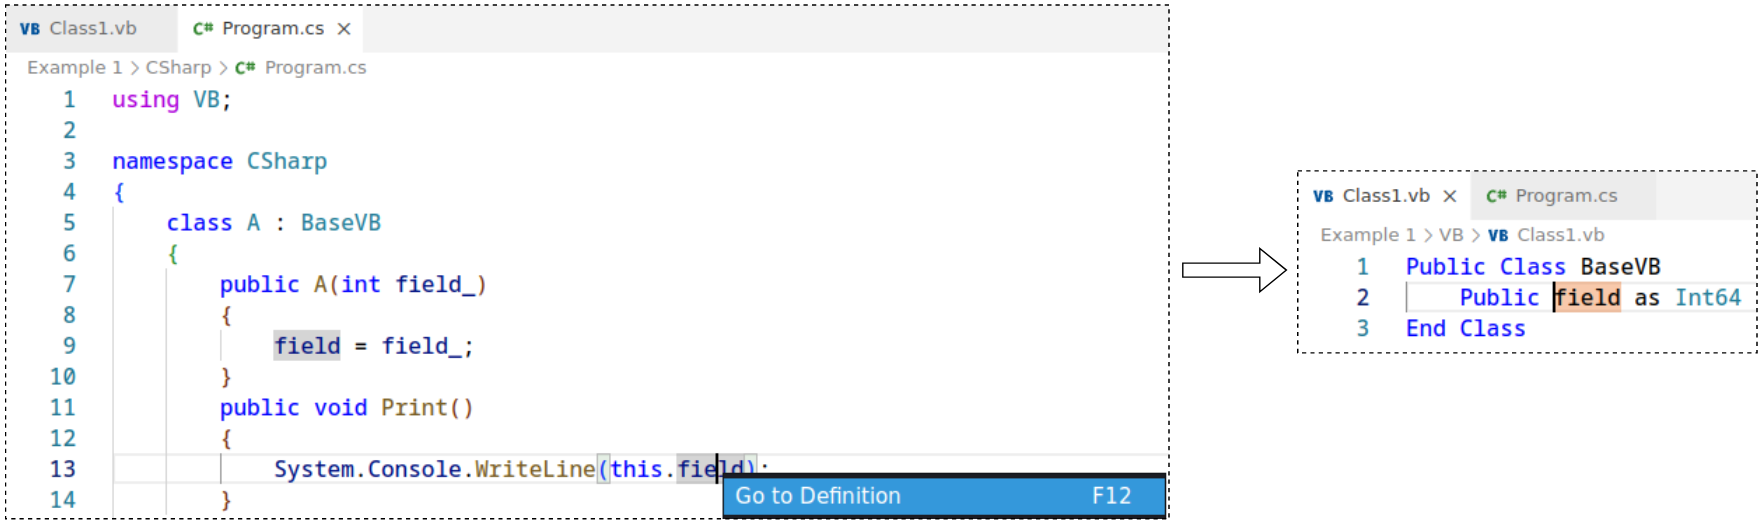 VB Class1.vb C# Program.cs ×
Example 1 > CSharp > C# Program.cs
1 using VB;
2
3 namespace CSharp
4 {
5 class A : BaseVB
6 {
7 public A(int field_)
8 {
9 field = field_;
10 }
11 public void Print()
12 {
13 System.Console.WriteLine(this.field);
14 }
Go to Definition F12
VB Class1.vb × C# Program.cs
Example 1 > VB > VB Class1.vb
1 Public Class BaseVB
2 Public field as Int64
3 End Class